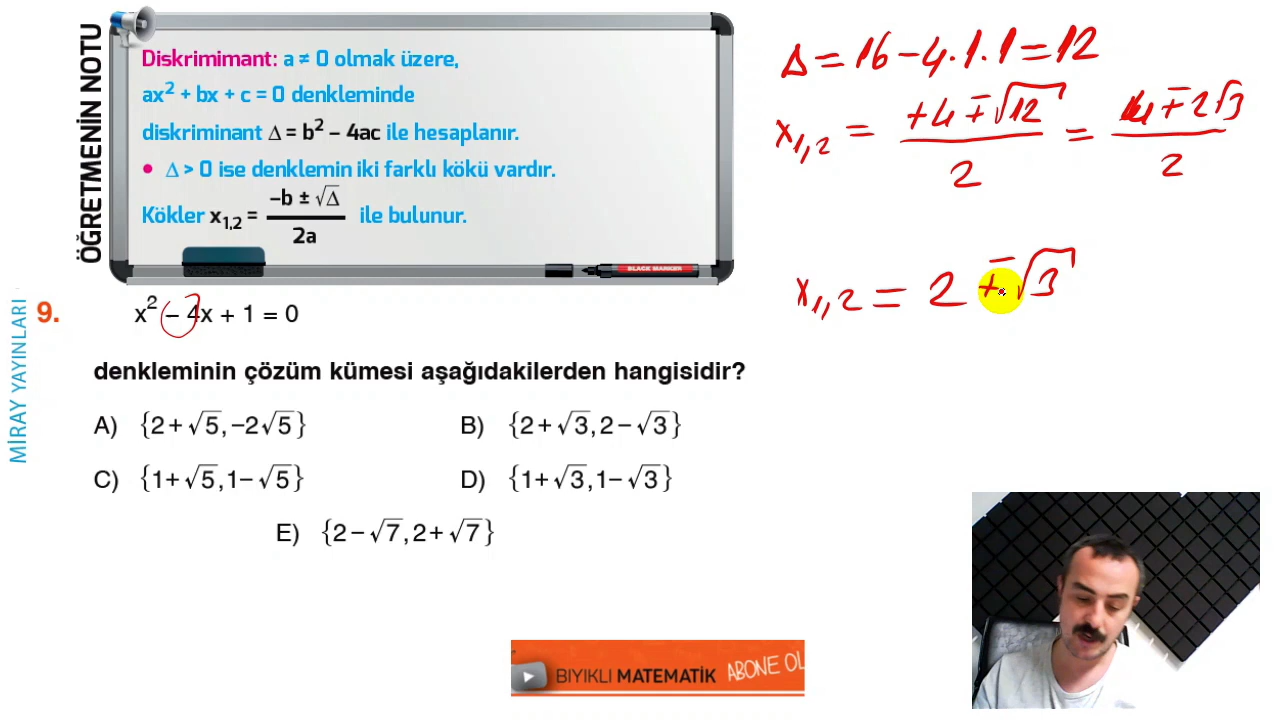 ÖĞRETMENİN NOTU
Diskrimimant: a ≠ 0 olmak üzere,
ax² + bx + c = 0 denkleminde
diskriminant Δ = b² – 4ac ile hesaplanır.
• Δ > 0 ise denklemin iki farklı kökü vardır.
Kökler x₁,₂ = (–b ± √Δ) / 2a ile bulunur.
BLACK MARKER
Δ = 16 – 4.1.1 = 12
x₁,₂ = (+4 ∓ √12) / 2 = (4 ∓ 2√3) / 2
x₁,₂ = 2 ∓ √3
MİRAY YAYINLARI
9. x² – 4x + 1 = 0
denkleminin çözüm kümesi aşağıdakilerden hangisidir?
A) {2 + √5, –2√5}
B) {2 + √3, 2 – √3}
C) {1 + √5, 1 – √5}
D) {1 + √3, 1 – √3}
E) {2 – √7, 2 + √7}
BIYIKLI MATEMATİK ABONE OL